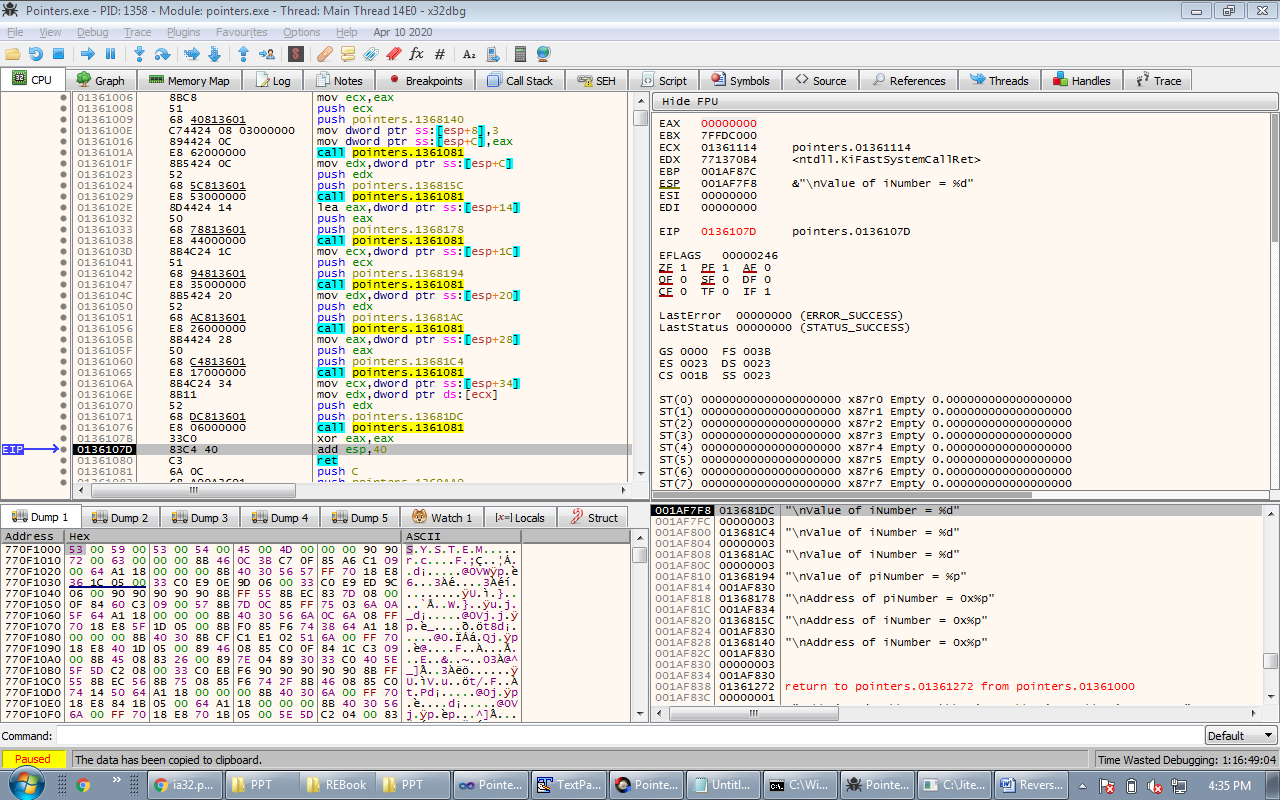 Pointers.exe - PID: 1358 - Module: pointers.exe - Thread: Main Thread 14E0 - x32dbg
File View Debug Trace Plugins Favourites Options Help Apr 10 2020
CPU Graph Memory Map Log Notes Breakpoints Call Stack SEH Script Symbols Source References Threads Handles Trace
01361006 8BC8 mov ecx,eax
01361008 51 push ecx
01361009 68 40813601 push pointers.1368140
0136100E C74424 08 03000000 mov dword ptr ss:[esp+8],3
01361016 894424 0C mov dword ptr ss:[esp+C],eax
0136101A E8 62000000 call pointers.1361081
0136101F 8B5424 0C mov edx,dword ptr ss:[esp+C]
01361023 52 push edx
01361024 68 5C813601 push pointers.136815C
01361029 E8 53000000 call pointers.1361081
0136102E 8D4424 14 lea eax,dword ptr ss:[esp+14]
01361032 50 push eax
01361033 68 78813601 push pointers.1368178
01361038 E8 44000000 call pointers.1361081
0136103D 8B4C24 1C mov ecx,dword ptr ss:[esp+1C]
01361041 51 push ecx
01361042 68 94813601 push pointers.1368194
01361047 E8 35000000 call pointers.1361081
0136104C 8B5424 20 mov edx,dword ptr ss:[esp+20]
01361050 52 push edx
01361051 68 AC813601 push pointers.13681AC
01361056 E8 26000000 call pointers.1361081
0136105B 8B4424 28 mov eax,dword ptr ss:[esp+28]
0136105F 50 push eax
01361060 68 C4813601 push pointers.13681C4
01361065 E8 17000000 call pointers.1361081
0136106A 8B4C24 34 mov ecx,dword ptr ss:[esp+34]
0136106E 8B11 mov edx,dword ptr ds:[ecx]
01361070 52 push edx
01361071 68 DC813601 push pointers.13681DC
01361076 E8 06000000 call pointers.1361081
0136107B 33C0 xor eax,eax
EIP 0136107D 83C4 40 add esp,40
01361080 C3 ret
01361081 6A 0C push C
Hide FPU
EAX 00000000
EBX 7FFDC000
ECX 01361114 pointers.01361114
EDX 771370B4 <ntdll.KiFastSystemCallRet>
EBP 001AF87C
ESP 001AF7F8 &"\nValue of iNumber = %d"
ESI 00000000
EDI 00000000
EIP 0136107D pointers.0136107D
EFLAGS 00000246
ZF 1 PF 1 AF 0
OF 0 SF 0 DF 0
CF 0 TF 0 IF 1
LastError 00000000 (ERROR_SUCCESS)
LastStatus 00000000 (STATUS_SUCCESS)
GS 0000 FS 003B
ES 0023 DS 0023
CS 001B SS 0023
ST(0) 00000000000000000000 x87r0 Empty 0.000000000000000000
ST(1) 00000000000000000000 x87r1 Empty 0.000000000000000000
ST(2) 00000000000000000000 x87r2 Empty 0.000000000000000000
ST(3) 00000000000000000000 x87r3 Empty 0.000000000000000000
ST(4) 00000000000000000000 x87r4 Empty 0.000000000000000000
ST(5) 00000000000000000000 x87r5 Empty 0.000000000000000000
ST(6) 00000000000000000000 x87r6 Empty 0.000000000000000000
ST(7) 00000000000000000000 x87r7 Empty 0.000000000000000000
Dump 1 Dump 2 Dump 3 Dump 4 Dump 5 Watch 1 [x=] Locals Struct
Address Hex ASCII
770F1000 53 00 59 00 53 00 54 00 45 00 4D 00 00 00 90 90 S.Y.S.T.E.M.....
770F1010 72 00 63 00 00 00 8B 46 0C 3B C7 0F 85 A6 C1 09
770F1020 00 64 A1 18 00 00 00 8B 40 30 56 57 FF 70 18 E8
770F1030 36 1C 05 00 33 C0 E9 0E 9D 06 00 33 C0 E9 ED 9C
770F1040 06 00 90 90 90 90 90 8B FF 55 8B EC 83 7D 08 00
770F1050 0F 84 60 C3 09 00 57 8B 7D 0C 85 FF 75 03 6A 0A
770F1060 5F 64 A1 18 00 00 00 8B 40 30 56 6A 0C 6A 08 FF
770F1070 70 18 E8 5F 1D 05 00 8B F0 85 F6 74 38 64 A1 18
770F1080 00 00 00 8B 40 30 8B CF C1 E1 02 51 6A 00 FF 70
770F1090 18 E8 40 1D 05 00 89 46 08 85 C0 0F 84 1C C3 09
770F10A0 00 8B 45 08 83 26 00 89 7E 04 89 30 33 C0 40 5E
770F10B0 5F 5D C2 08 00 33 C0 EB F6 90 90 90 90 90 8B FF
770F10C0 55 8B EC 56 8B 75 08 85 F6 74 2F 8B 46 08 85 C0
770F10D0 74 14 50 64 A1 18 00 00 00 8B 40 30 6A 00 FF 70
770F10E0 18 E8 84 1B 05 00 64 A1 18 00 00 00 8B 40 30 56
770F10F0 6A 00 FF 70 18 E8 70 1B 05 00 5E 5D C2 04 00 83
001AF7F8 013681DC "\nValue of iNumber = %d"
001AF7FC 00000003
001AF800 013681C4 "\nValue of iNumber = %d"
001AF804 00000003
001AF808 013681AC "\nValue of iNumber = %d"
001AF80C 00000003
001AF810 01368194 "\nValue of piNumber = %p"
001AF814 001AF830
001AF818 01368178 "\nAddress of piNumber = 0x%p"
001AF81C 001AF834
001AF820 0136815C "\nAddress of iNumber = 0x%p"
001AF824 001AF830
001AF828 01368140 "\nAddress of iNumber = 0x%p"
001AF82C 001AF830
001AF830 00000003
001AF834 001AF830
001AF838 01361272 return to pointers.01361272 from pointers.01361000
001AF83C 00000001
Command: Default
Paused The data has been copied to clipboard. Time Wasted Debugging: 1:16:49:04
ia32.p... PPT REBook PPT Pointe... TextPa... Pointe... Untitl... C:\Wi... Pointe... C:\Jite... Revers... 4:35 PM